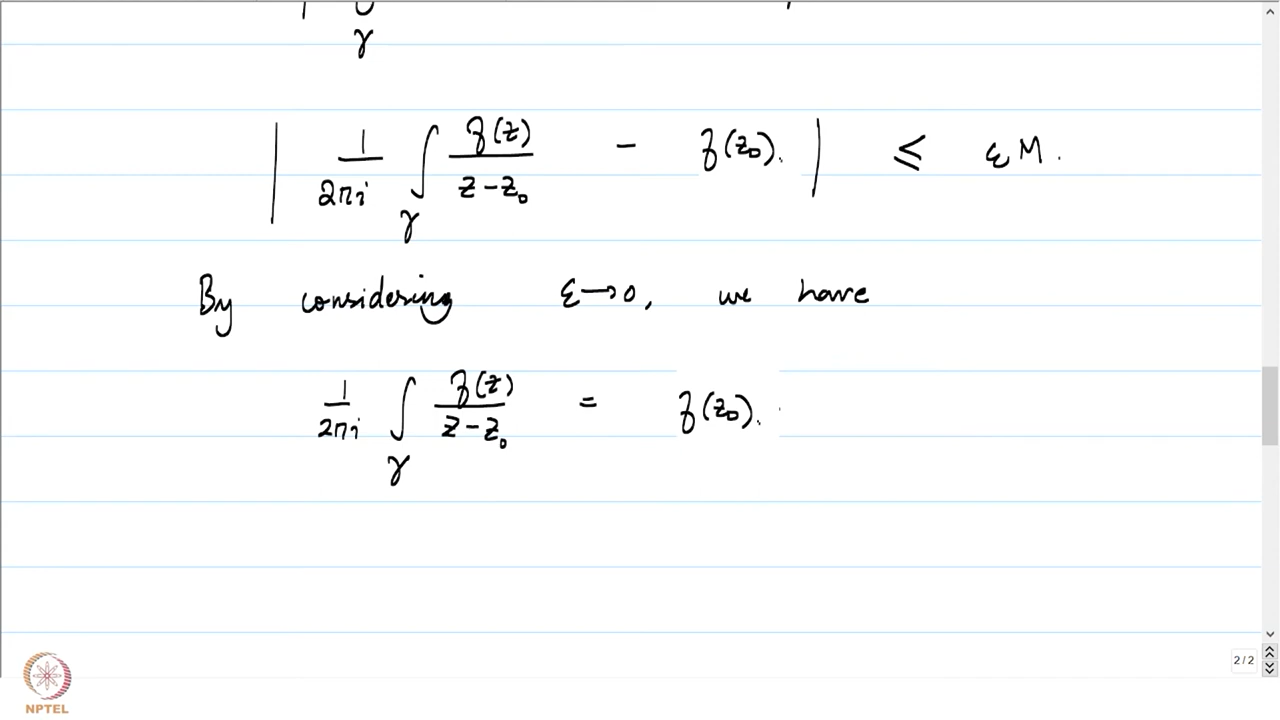 γ
| 1/2πi ∫_γ f(z)/(z-z₀) - f(z₀). | ≤ εM.
By considering ε→0, we have
1/2πi ∫_γ f(z)/(z-z₀) = f(z₀).
2/2
NPTEL